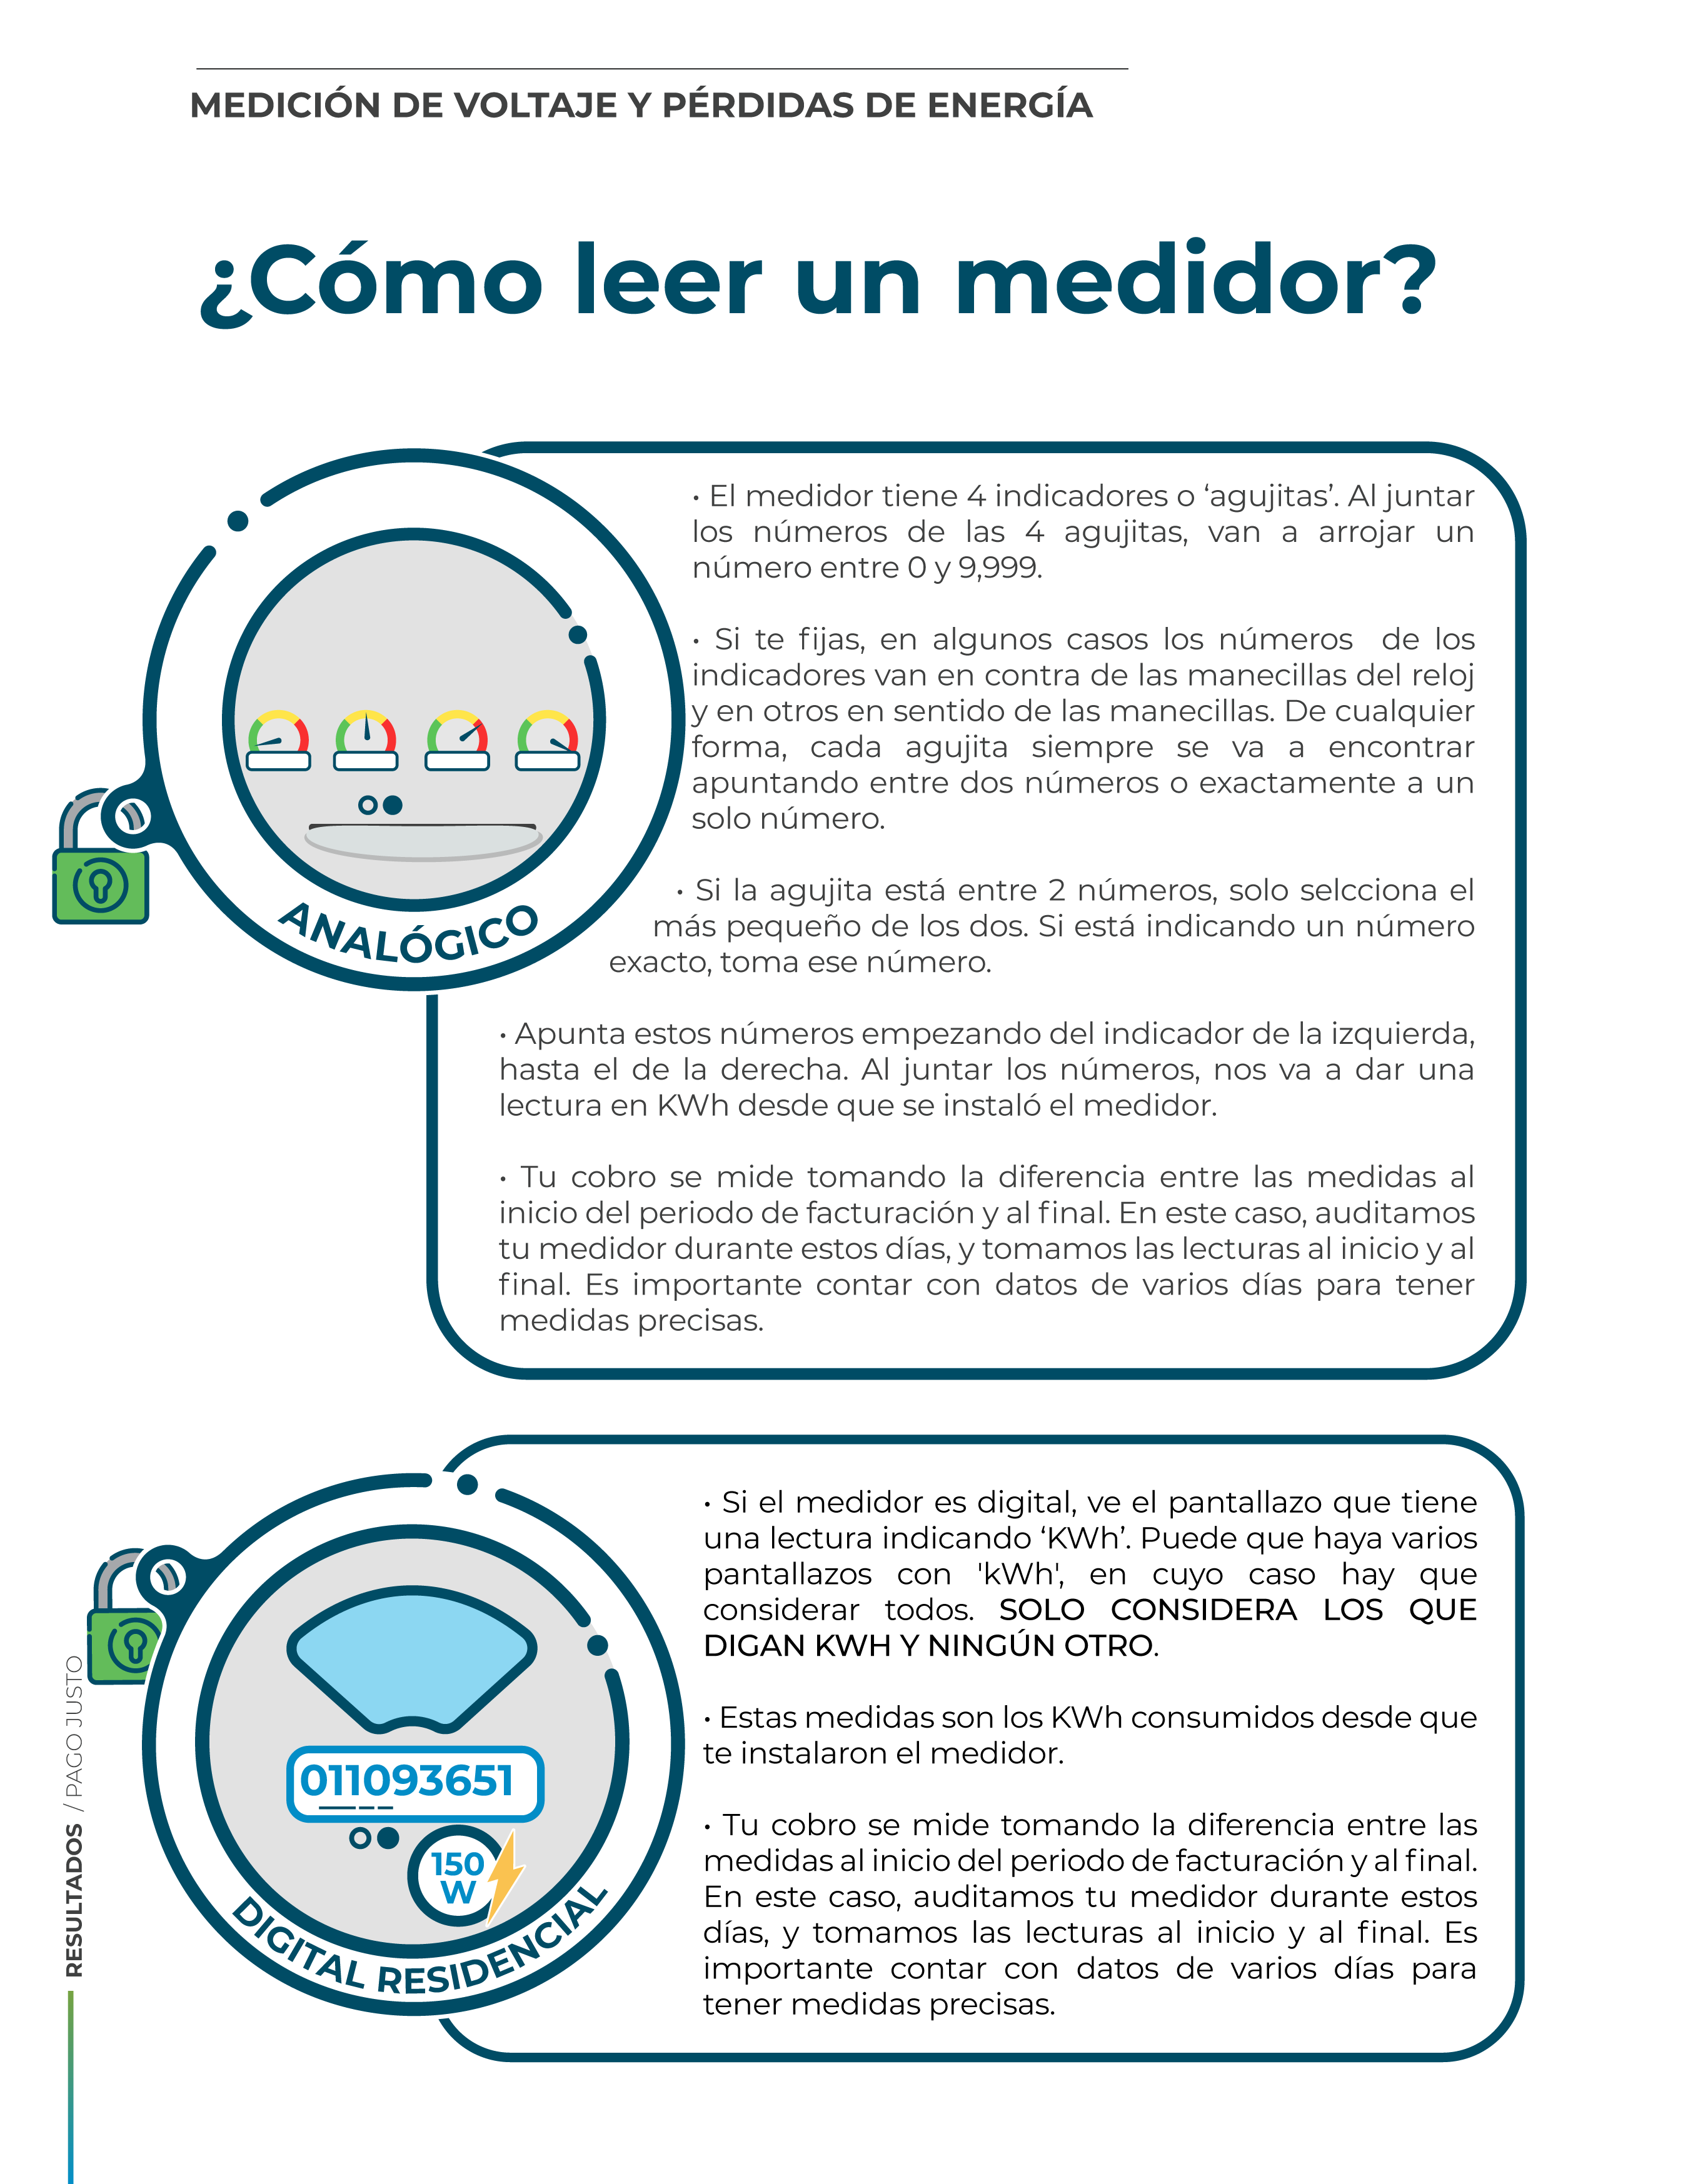 MEDICIÓN DE VOLTAJE Y PÉRDIDAS DE ENERGÍA
¿Cómo leer un medidor?
• El medidor tiene 4 indicadores o ‘agujitas’. Al juntar
los números de las 4 agujitas, van a arrojar un
número entre 0 y 9,999.
• Si te fijas, en algunos casos los números de los
indicadores van en contra de las manecillas del reloj
y en otros en sentido de las manecillas. De cualquier
forma, cada agujita siempre se va a encontrar
apuntando entre dos números o exactamente a un
solo número.
• Si la agujita está entre 2 números, solo selcciona el
más pequeño de los dos. Si está indicando un número
exacto, toma ese número.
• Apunta estos números empezando del indicador de la izquierda,
hasta el de la derecha. Al juntar los números, nos va a dar una
lectura en KWh desde que se instaló el medidor.
• Tu cobro se mide tomando la diferencia entre las medidas al
inicio del periodo de facturación y al final. En este caso, auditamos
tu medidor durante estos días, y tomamos las lecturas al inicio y al
final. Es importante contar con datos de varios días para tener
medidas precisas.
ANALÓGICO
• Si el medidor es digital, ve el pantallazo que tiene
una lectura indicando ‘KWh’. Puede que haya varios
pantallazos con 'kWh', en cuyo caso hay que
considerar todos. SOLO CONSIDERA LOS QUE
DIGAN KWH Y NINGÚN OTRO.
• Estas medidas son los KWh consumidos desde que
te instalaron el medidor.
• Tu cobro se mide tomando la diferencia entre las
medidas al inicio del periodo de facturación y al final.
En este caso, auditamos tu medidor durante estos
días, y tomamos las lecturas al inicio y al final. Es
importante contar con datos de varios días para
tener medidas precisas.
011093651
150
W
DIGITAL RESIDENCIAL
RESULTADOS / PAGO JUSTO